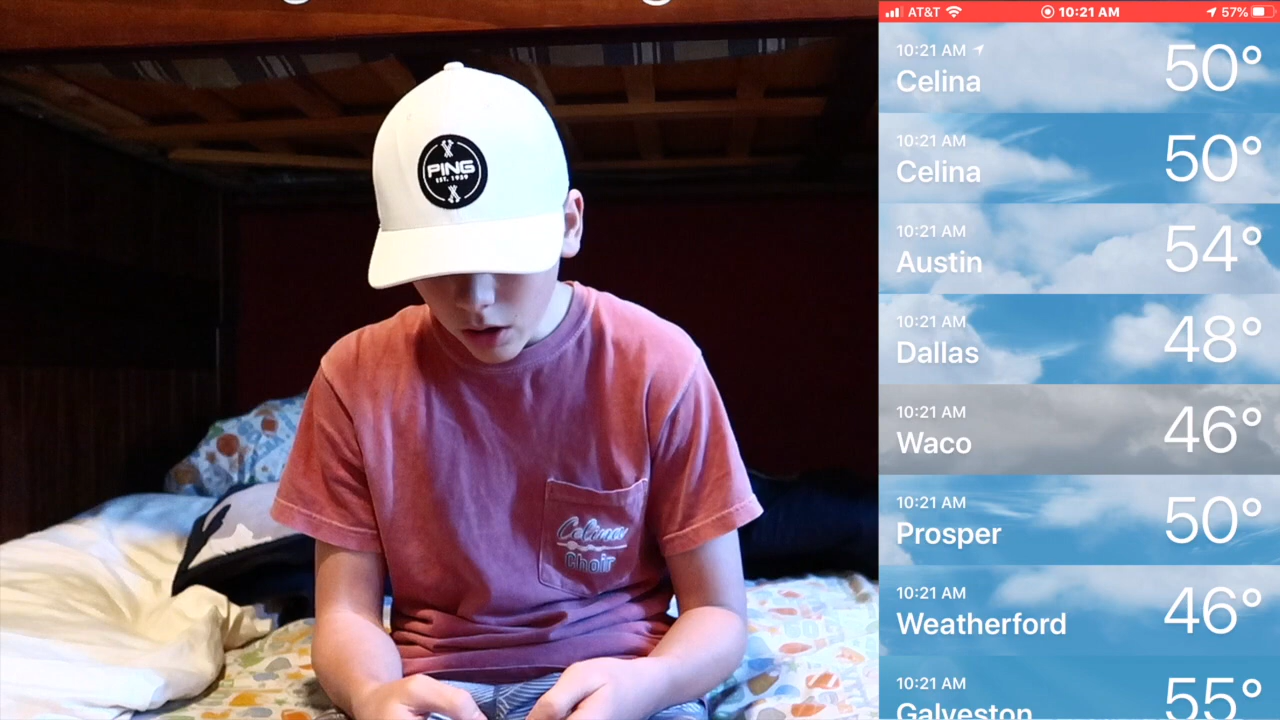 PING
EST. 1959
Celina
Choir
AT&T 10:21 AM 57%
10:21 AM
Celina
50°
10:21 AM
Celina
50°
10:21 AM
Austin
54°
10:21 AM
Dallas
48°
10:21 AM
Waco
46°
10:21 AM
Prosper
50°
10:21 AM
Weatherford
46°
10:21 AM
Galveston
55°